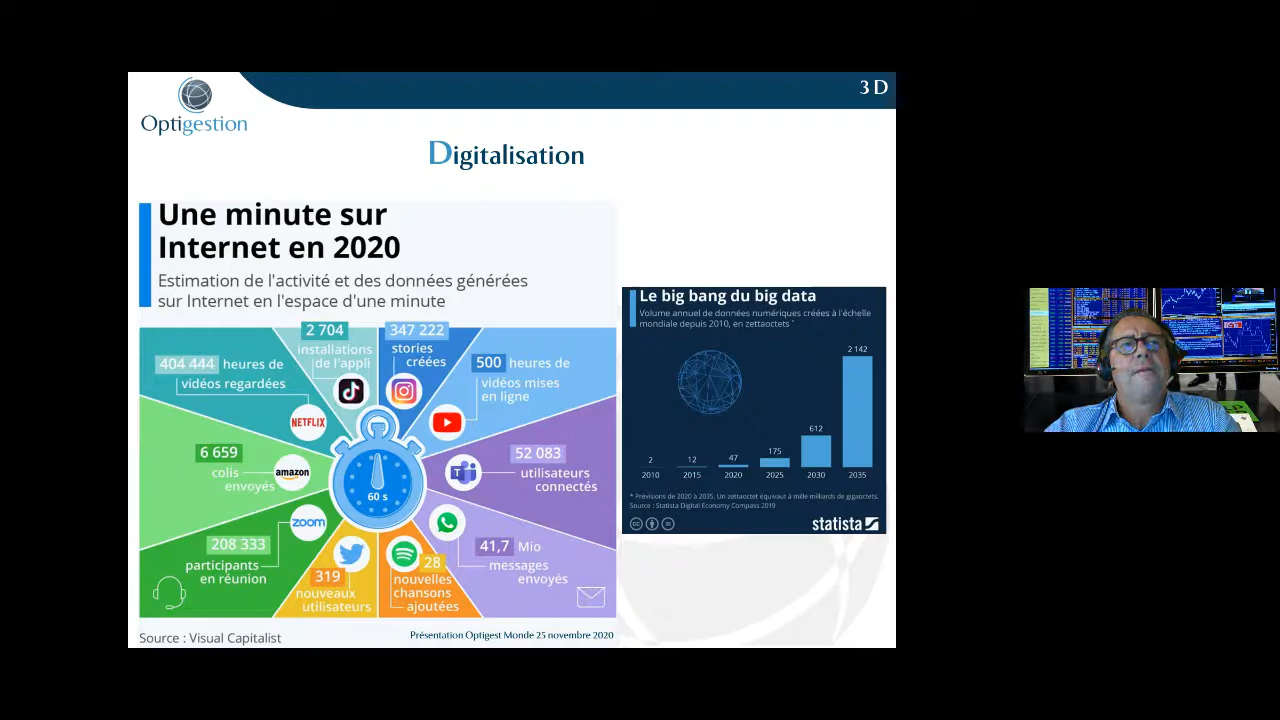 3 D
Optigestion
Digitalisation
Une minute sur
Internet en 2020
Estimation de l'activité et des données générées
sur Internet en l'espace d'une minute
2 704
installations
de l'appli
347 222
stories
créées
404 444 heures de
vidéos regardées
NETFLIX
500 heures de
vidéos mises
en ligne
6 659
colis
envoyés
amazon
52 083
utilisateurs
connectés
T
60 s
zoom
208 333
participants
en réunion
41,7 Mio
messages
envoyés
319
nouveaux
utilisateurs
28
nouvelles
chansons
ajoutées
Source : Visual Capitalist
Présentation Optigest Monde 25 novembre 2020
Le big bang du big data
Volume annuel de données numériques créées à l'échelle
mondiale depuis 2010, en zettaoctets *
2 12 47 175 612 2 142
2010 2015 2020 2025 2030 2035
* Prévisions de 2020 à 2035. Un zettaoctet équivaut à mille milliards de gigaoctets.
Source : Statista Digital Economy Compass 2019
cc
statista